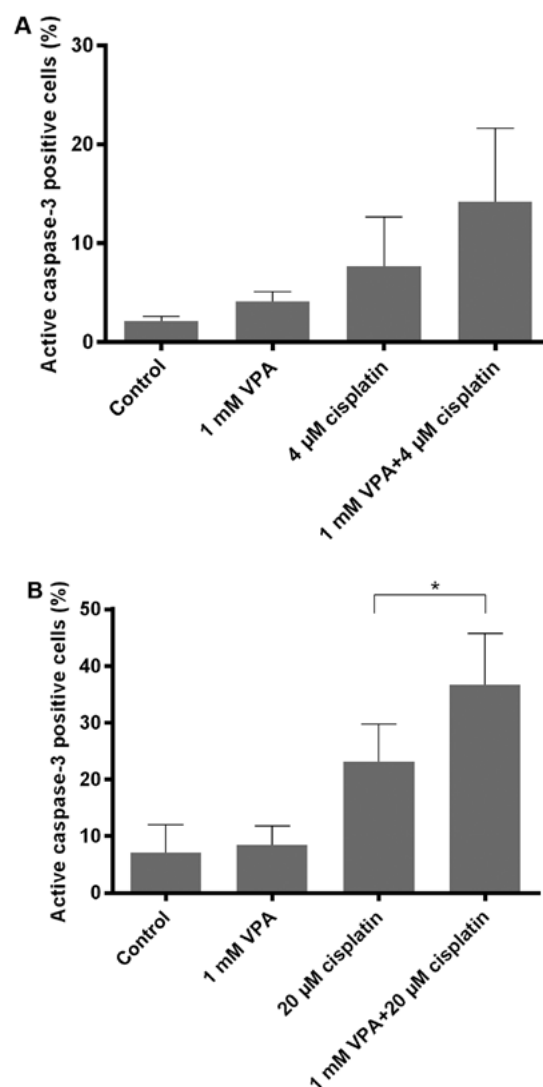 A
Active caspase-3 positive cells (%)
30
20
10
0
Control
1 mM VPA
4 µM cisplatin
1 mM VPA+4 µM cisplatin
B
Active caspase-3 positive cells (%)
50
40
30
20
10
0
*
Control
1 mM VPA
20 µM cisplatin
1 mM VPA+20 µM cisplatin